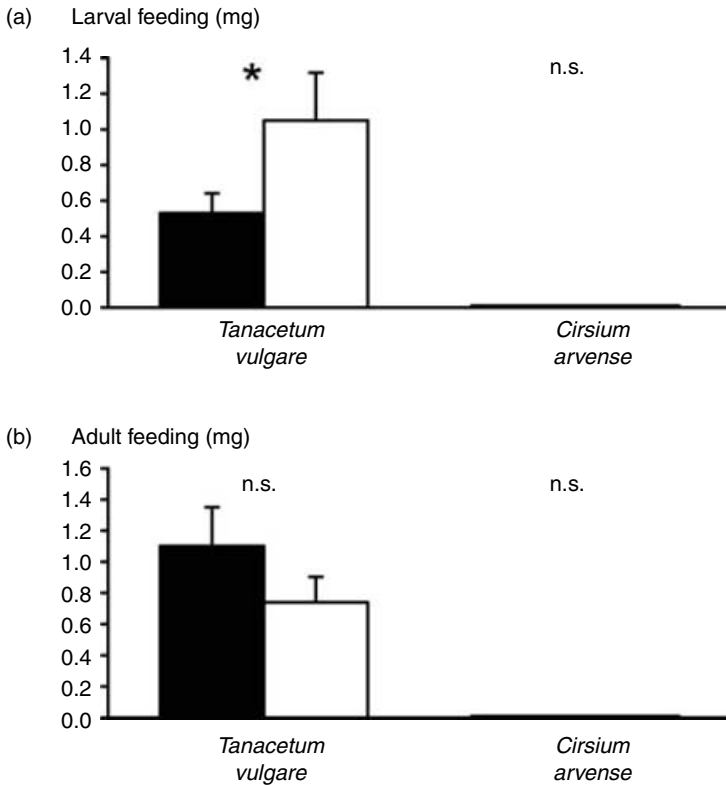 (a) Larval feeding (mg)
1.4
* n.s.
1.2
1.0
0.8
0.6
0.4
0.2
0.0
Tanacetum Cirsium
vulgare arvense
(b) Adult feeding (mg)
1.6
n.s. n.s.
1.4
1.2
1.0
0.8
0.6
0.4
0.2
0.0
Tanacetum Cirsium
vulgare arvense